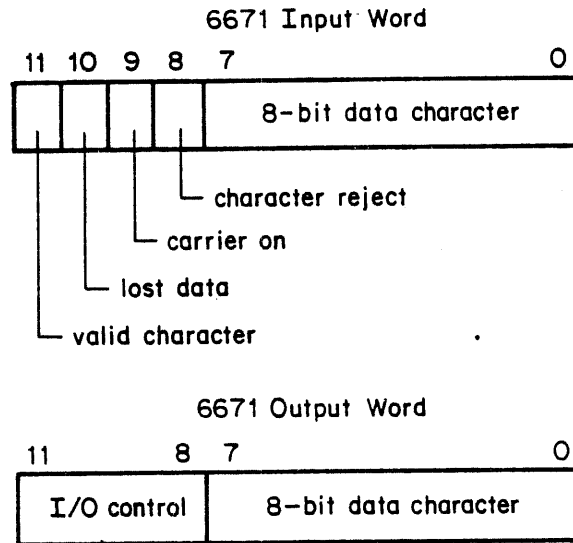 6671 Input Word
11 10 9 8 7 0
8-bit data character
character reject
carrier on
lost data
valid character
6671 Output Word
11 8 7 0
I/O control 8-bit data character